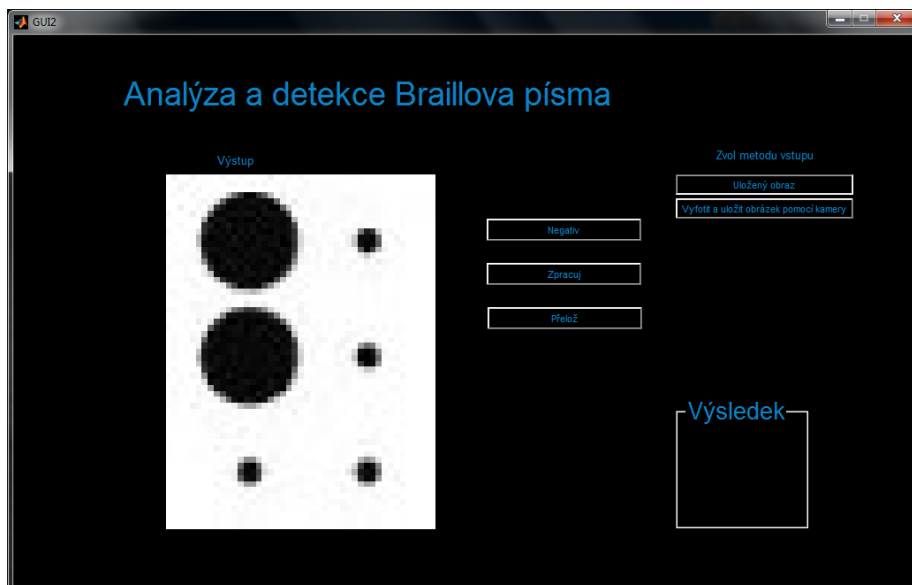 GUI2
Analýza a detekce Braillova písma
Výstup
Zvol metodu vstupu
Uložený obraz
Vyfotit a uložit obrázek pomocí kamery
Negativ
Zpracuj
Přelož
Výsledek